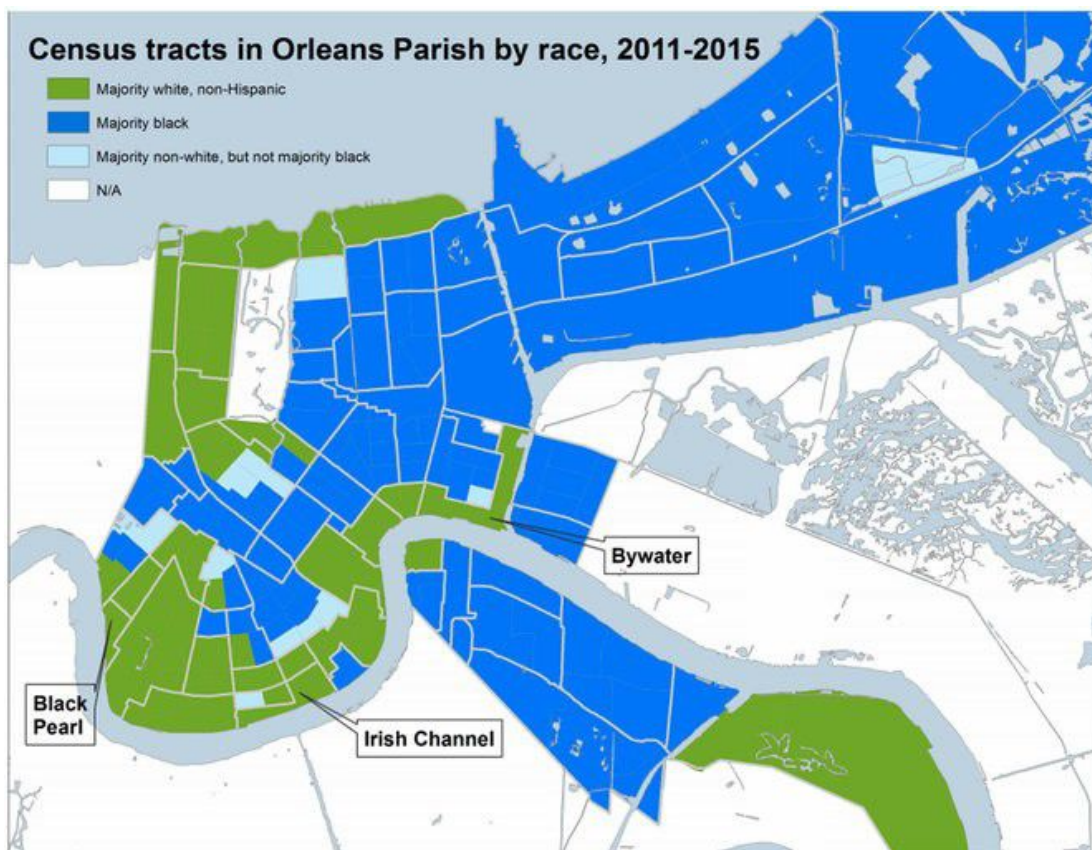 Census tracts in Orleans Parish by race, 2011-2015
Majority white, non-Hispanic
Majority black
Majority non-white, but not majority black
N/A
Bywater
Black
Pearl
Irish Channel